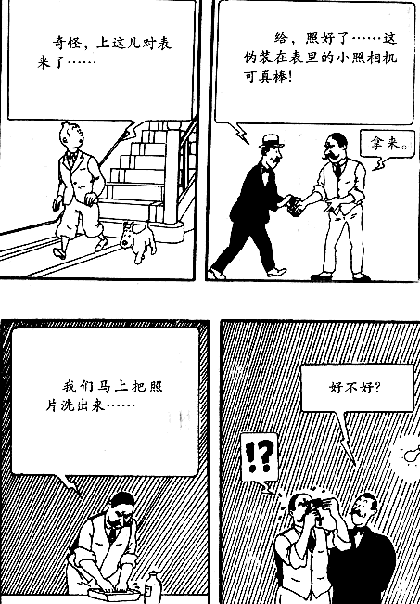 奇怪，上这儿对表
来了……
给，照好了……这
伪装在表里的小照相机
可真棒！
拿来。
我们马上把照
片洗出来……
好不好？
!?